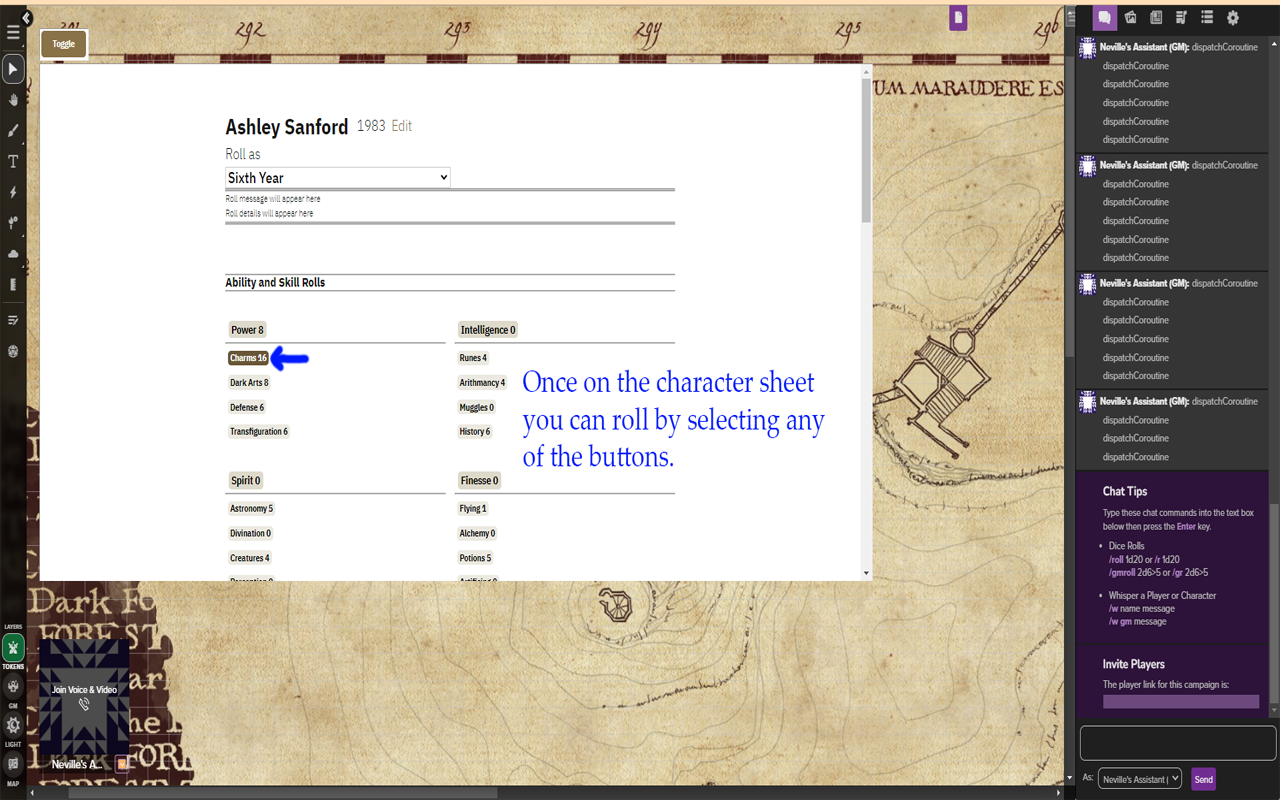 292
293
294
295
296
Toggle
UM MARAUDERE ES
Ashley Sanford 1983 Edit
Roll as
Sixth Year
Roll message will appear here
Roll details will appear here
Ability and Skill Rolls
Power 8
Charms 16
Dark Arts 8
Defense 6
Transfiguration 6
Intelligence 0
Runes 4
Arithmancy 4
Muggles 0
History 6
Once on the character sheet
you can roll by selecting any
of the buttons.
Spirit 0
Astronomy 5
Divination 0
Creatures 4
Finesse 0
Flying 1
Alchemy 0
Potions 5
Dark Fo
FOREST
LAYERS
TOKENS
GM
LIGHT
MAP
Join Voice & Video
Neville's A...
Neville's Assistant (GM): dispatchCoroutine
dispatchCoroutine
dispatchCoroutine
dispatchCoroutine
dispatchCoroutine
dispatchCoroutine
Neville's Assistant (GM): dispatchCoroutine
dispatchCoroutine
dispatchCoroutine
dispatchCoroutine
dispatchCoroutine
dispatchCoroutine
Neville's Assistant (GM): dispatchCoroutine
dispatchCoroutine
dispatchCoroutine
dispatchCoroutine
dispatchCoroutine
dispatchCoroutine
Neville's Assistant (GM): dispatchCoroutine
dispatchCoroutine
dispatchCoroutine
dispatchCoroutine
Chat Tips
Type these chat commands into the text box
below then press the Enter key.
• Dice Rolls
/roll 1d20 or /r 1d20
/gmroll 2d6>5 or /gr 2d6>5
• Whisper a Player or Character
/w name message
/w gm message
Invite Players
The player link for this campaign is:
As: Neville's Assistant ( Send